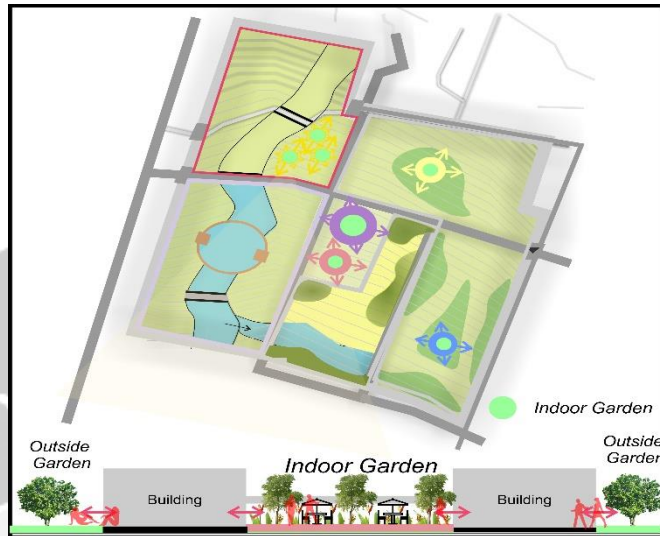 Indoor Garden
Outside
Garden
Indoor Garden
Outside
Garden
Building
Building